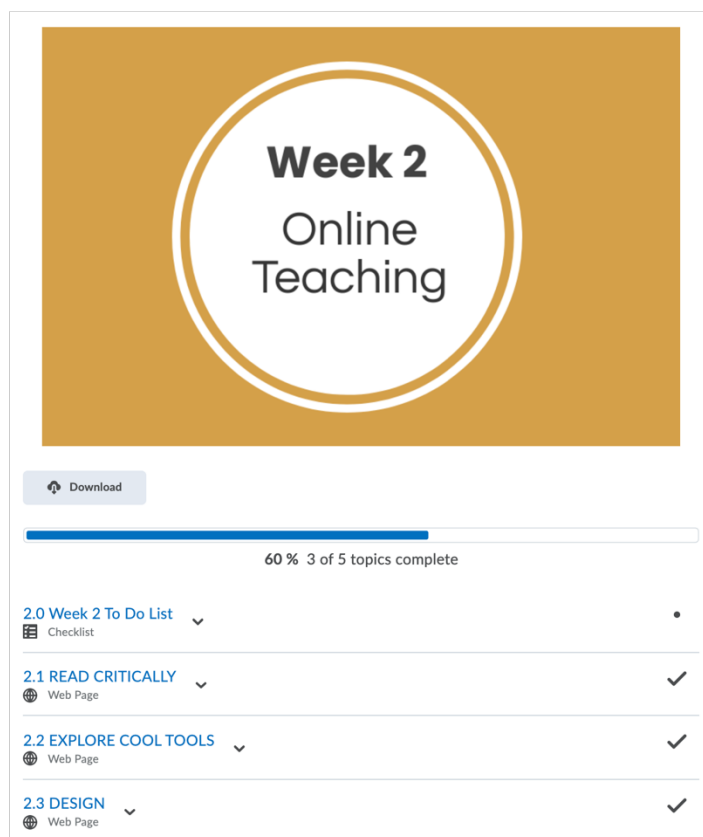 Week 2
Online
Teaching
Download
60 % 3 of 5 topics complete
2.0 Week 2 To Do List
Checklist
2.1 READ CRITICALLY
Web Page
2.2 EXPLORE COOL TOOLS
Web Page
2.3 DESIGN
Web Page